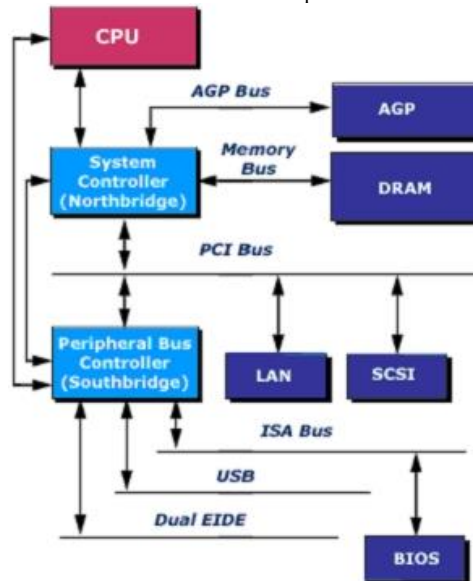 CPU
AGP Bus
AGP
System
Controller
(Northbridge)
Memory
Bus
DRAM
PCI Bus
Peripheral Bus
Controller
(Southbridge)
LAN
SCSI
ISA Bus
USB
Dual EIDE
BIOS